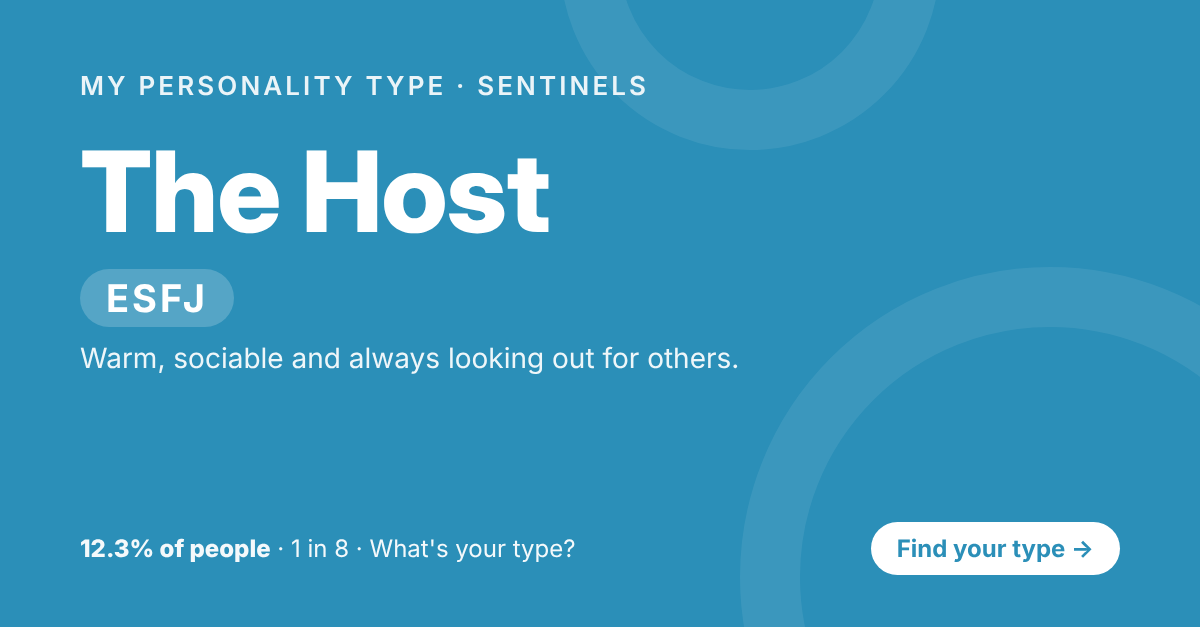 MY PERSONALITY TYPE · SENTINELS
The Host
ESFJ
Warm, sociable and always looking out for others.
12.3% of people · 1 in 8 · What's your type?
Find your type →